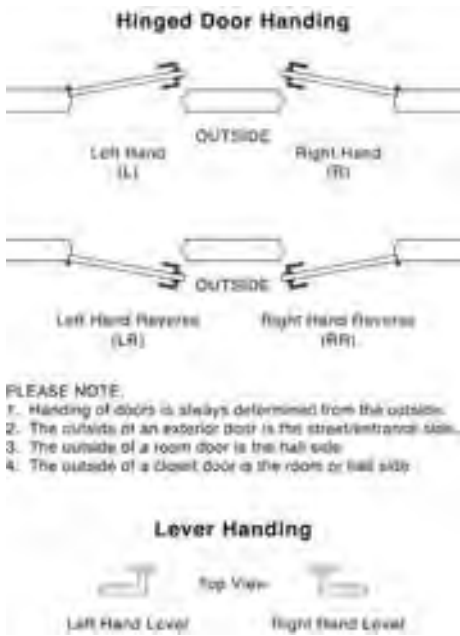 Hinged Door Handing
OUTSIDE
Left Hand
(L)
Right Hand
(R)
OUTSIDE
Left Hand Reverse
(LR)
Right Hand Reverse
(RR)
PLEASE NOTE:
1. Handing of doors is always determined from the outside.
2. The outside of an exterior door is the street/entrance side.
3. The outside of a room door is the hall side
4. The outside of a closet door is the room or hall side
Lever Handing
Top View
Left Hand Lever
Right Hand Lever